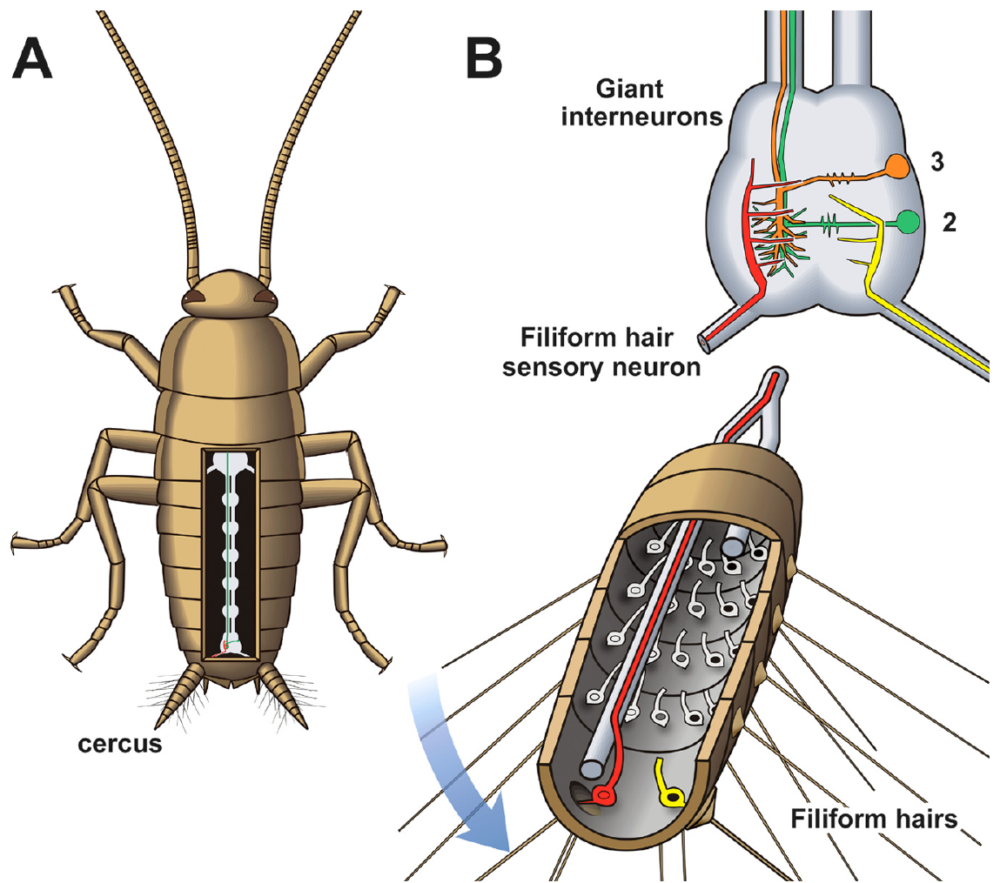 A
B
Giant
interneurons
3
2
Filiform hair
sensory neuron
cercus
Filiform hairs